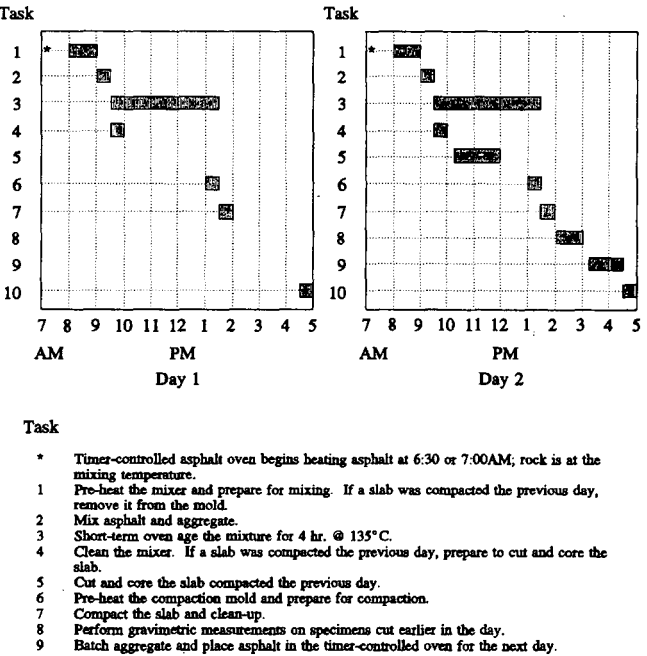 Task Task
1 1
2 2
3 3
4 4
5 5
6 6
7 7
8 8
9 9
10 10
7 8 9 10 11 12 1 2 3 4 5 7 8 9 10 11 12 1 2 3 4 5
AM PM AM PM
Day 1 Day 2
Task
* Timer-controlled asphalt oven begins heating asphalt at 6:30 or 7:00AM; rock is at the
mixing temperature.
1 Pre-heat the mixer and prepare for mixing. If a slab was compacted the previous day,
remove it from the mold.
2 Mix asphalt and aggregate.
3 Short-term oven age the mixture for 4 hr. @ 135°C.
4 Clean the mixer. If a slab was compacted the previous day, prepare to cut and core the
slab.
5 Cut and core the slab compacted the previous day.
6 Pre-heat the compaction mold and prepare for compaction.
7 Compact the slab and clean-up.
8 Perform gravimetric measurements on specimens cut earlier in the day.
9 Batch aggregate and place asphalt in the timer-controlled oven for the next day.